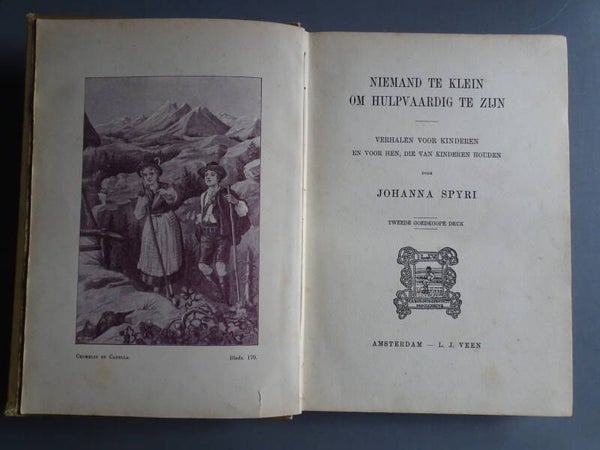 Bladz. 170.
NIEMAND TE KLEIN
OM HULPVAARDIG TE ZIJN
VERHALEN VOOR KINDEREN
EN VOOR HEN, DIE VAN KINDEREN HOUDEN
DOOR
JOHANNA SPYRI
TWEEDE GOEDKOOPE DRUK
AMSTERDAM — L. J. VEEN